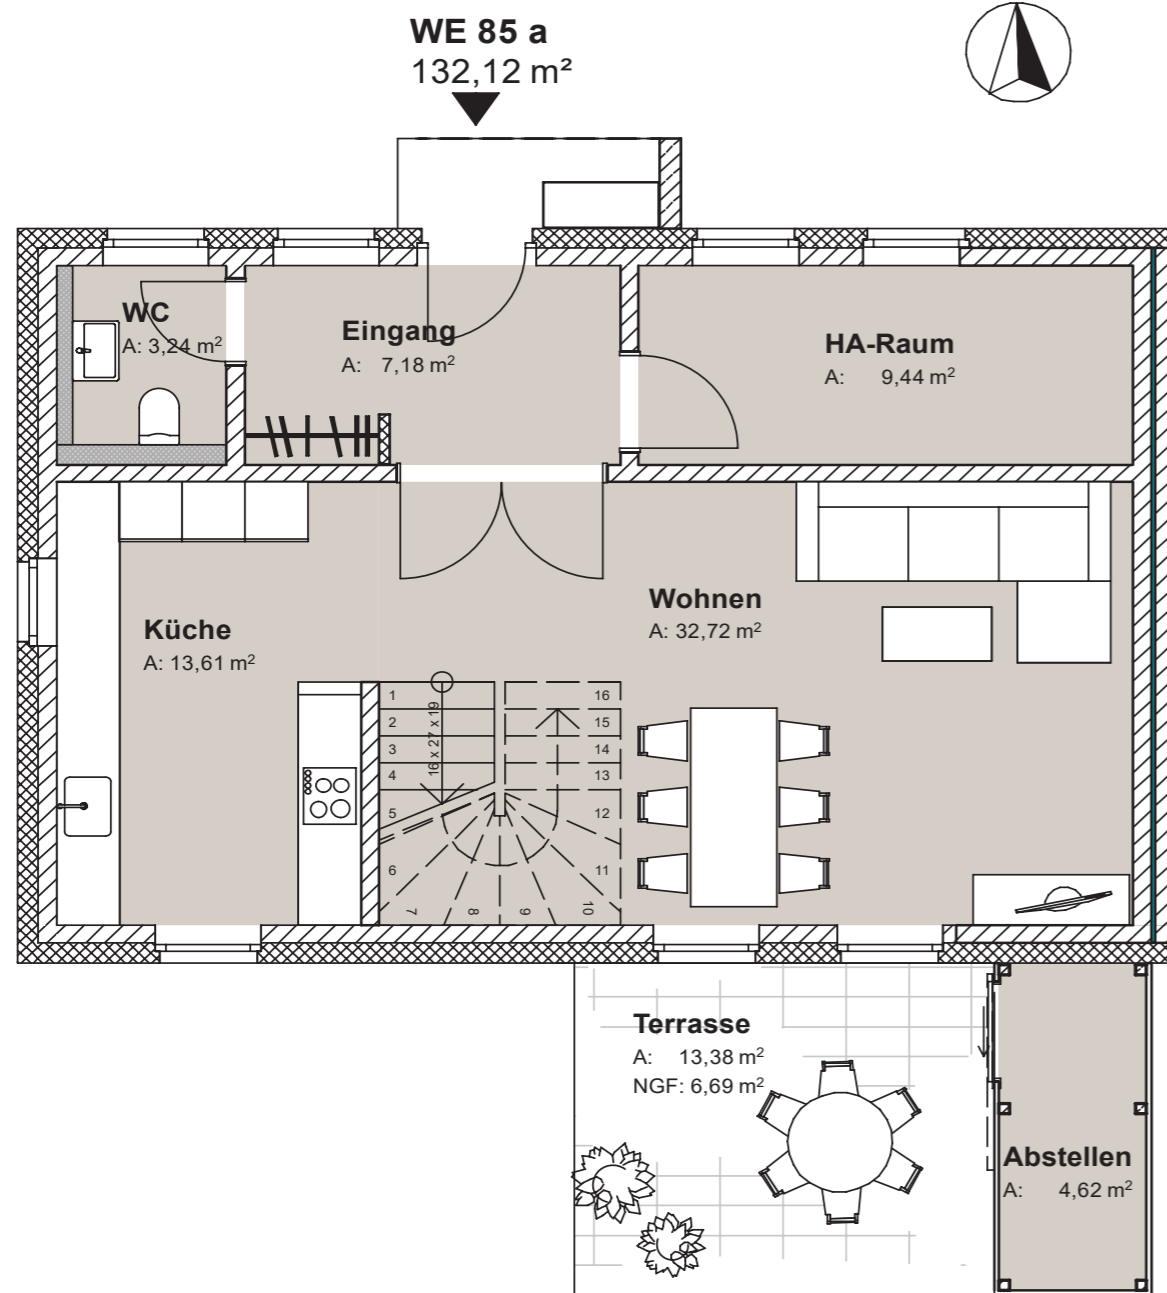 WE 85 a
132,12 m²
WC
A: 3,24 m²
Eingang
A: 7,18 m²
HA-Raum
A: 9,44 m²
Küche
A: 13,61 m²
Wohnen
A: 32,72 m²
16 x 27 x 19
1
2
3
4
5
6
7
8
9
10
11
12
13
14
15
16
Terrasse
A: 13,38 m²
NGF: 6,69 m²
Abstellen
A: 4,62 m²